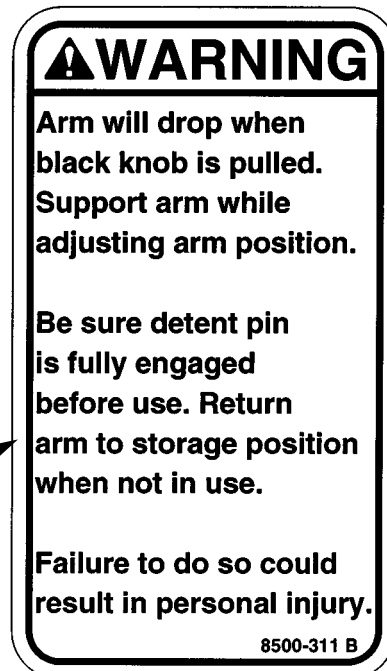 WARNING
Arm will drop when
black knob is pulled.
Support arm while
adjusting arm position.
Be sure detent pin
is fully engaged
before use. Return
arm to storage position
when not in use.
Failure to do so could
result in personal injury.
8500-311 B